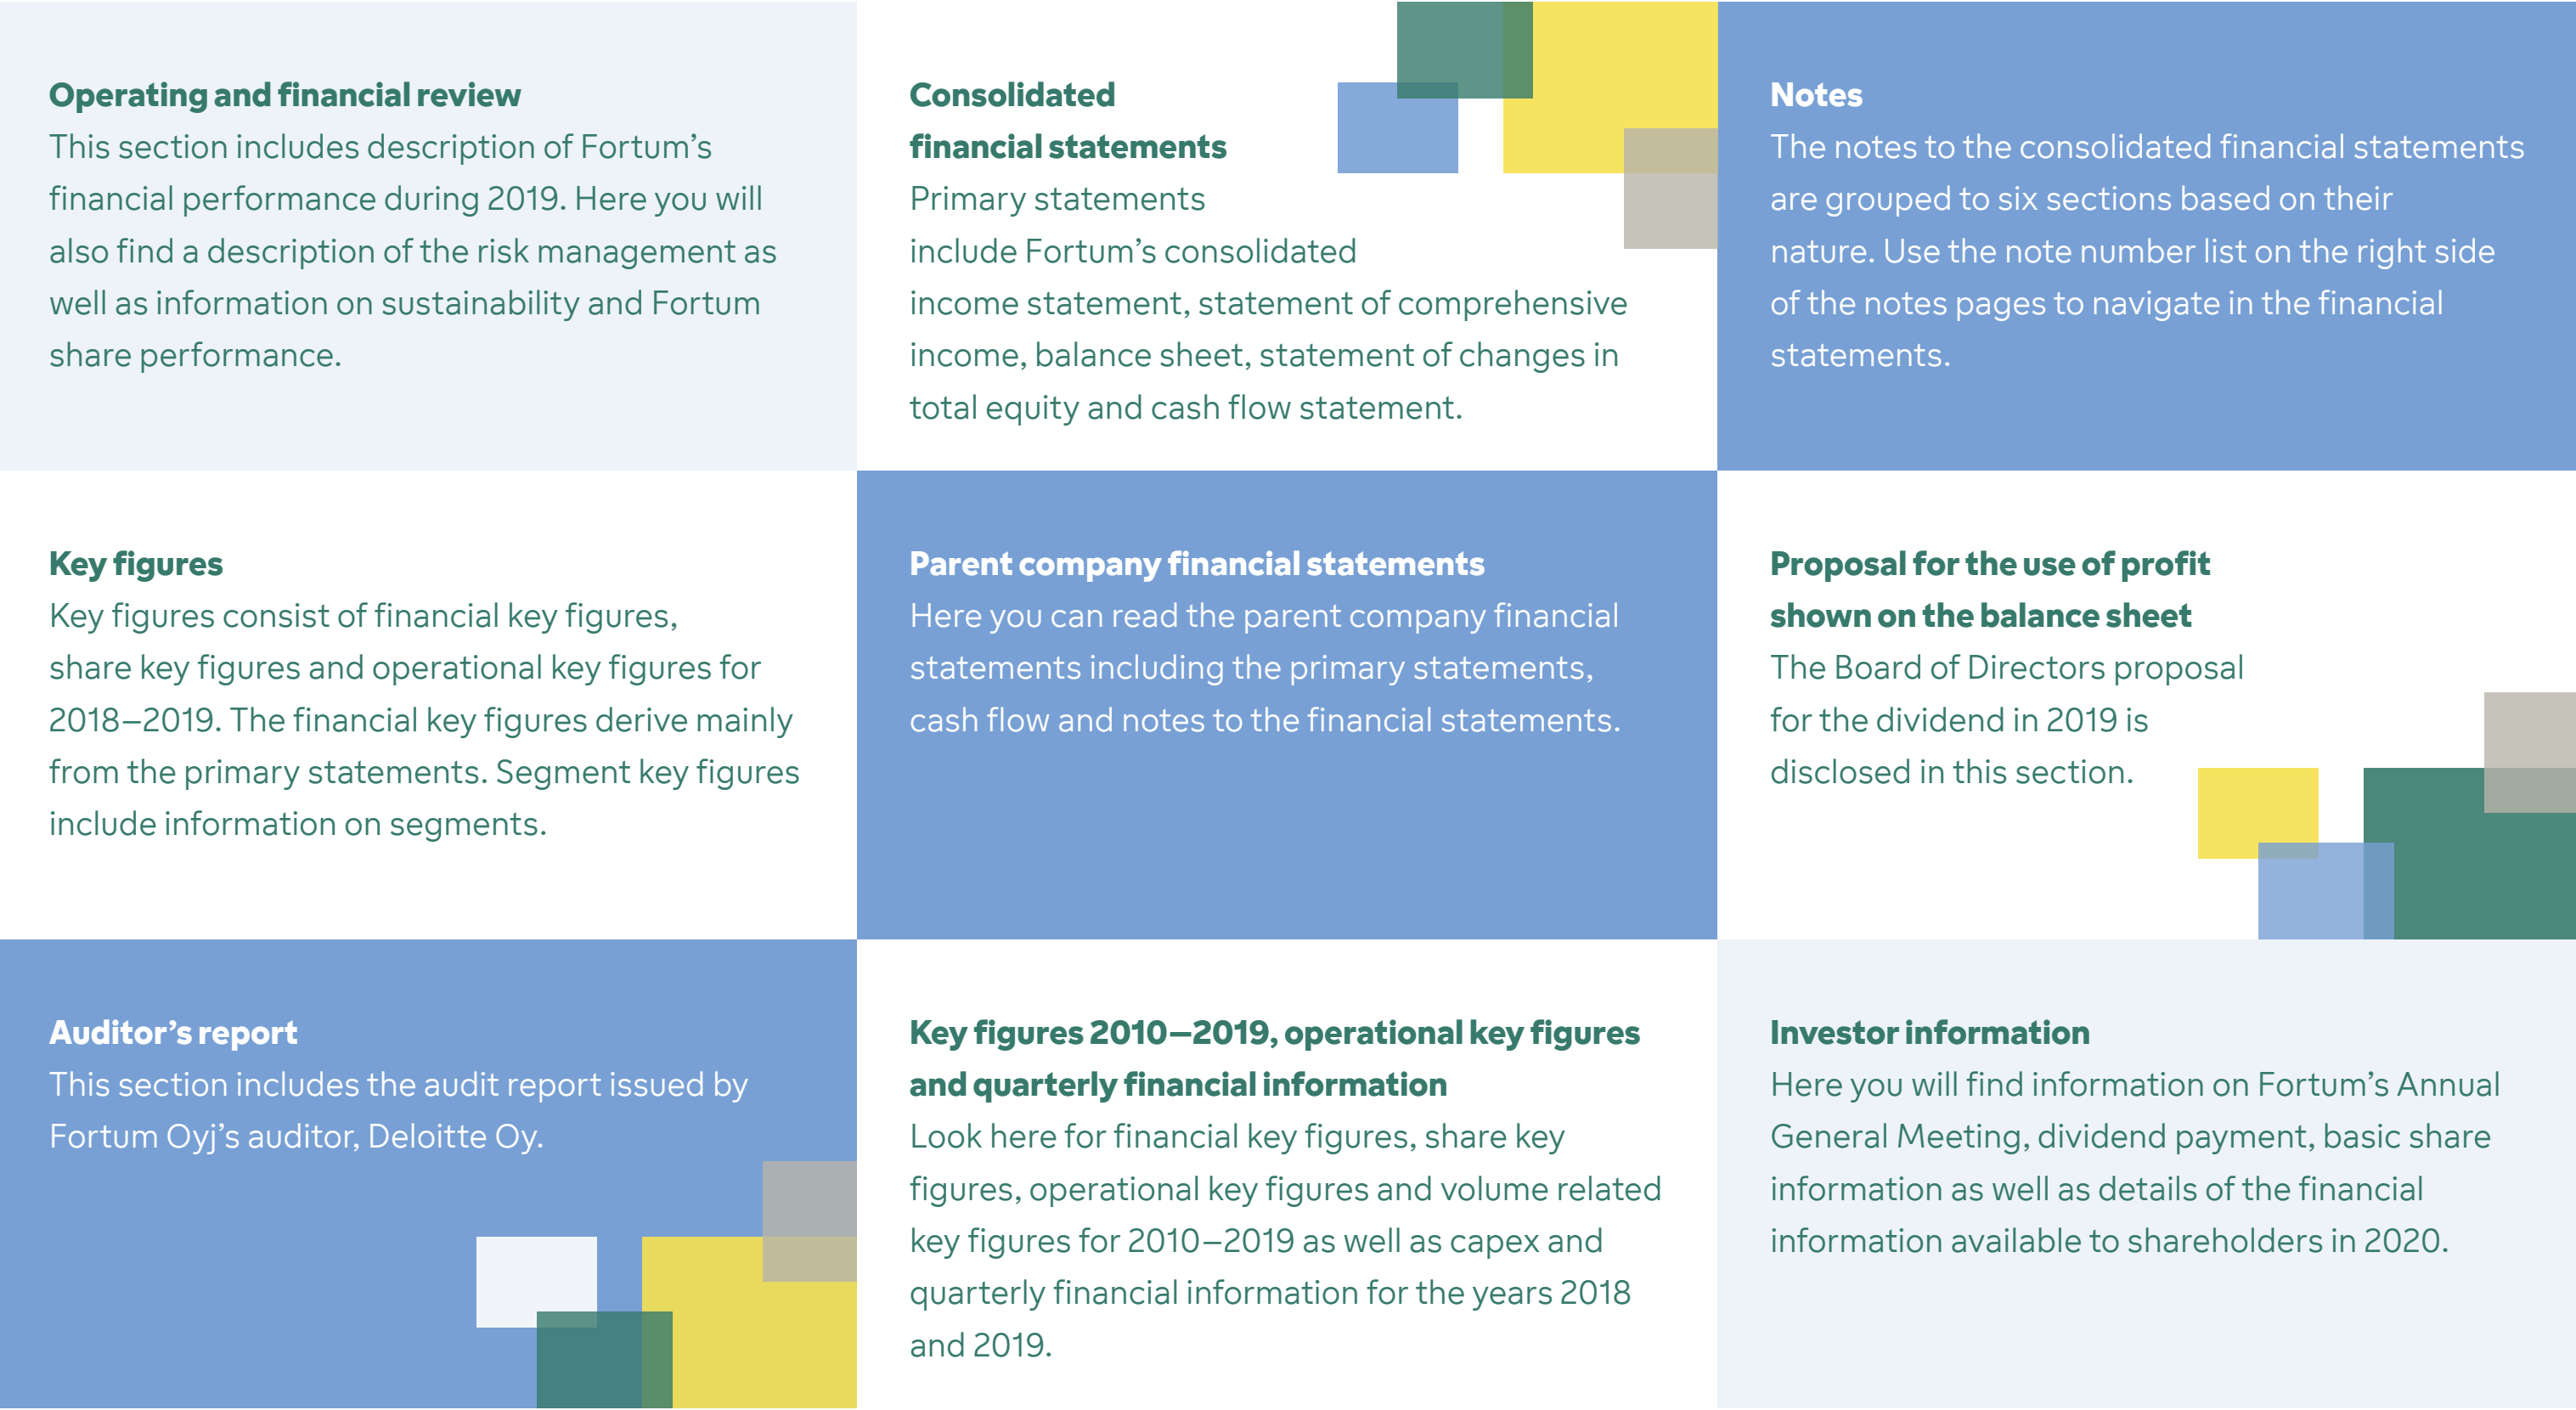 Operating and financial review
This section includes description of Fortum’s
financial performance during 2019. Here you will
also find a description of the risk management as
well as information on sustainability and Fortum
share performance.
Consolidated
financial statements
Primary statements
include Fortum’s consolidated
income statement, statement of comprehensive
income, balance sheet, statement of changes in
total equity and cash flow statement.
Notes
The notes to the consolidated financial statements
are grouped to six sections based on their
nature. Use the note number list on the right side
of the notes pages to navigate in the financial
statements.
Key figures
Key figures consist of financial key figures,
share key figures and operational key figures for
2018–2019. The financial key figures derive mainly
from the primary statements. Segment key figures
include information on segments.
Parent company financial statements
Here you can read the parent company financial
statements including the primary statements,
cash flow and notes to the financial statements.
Proposal for the use of profit
shown on the balance sheet
The Board of Directors proposal
for the dividend in 2019 is
disclosed in this section.
Auditor’s report
This section includes the audit report issued by
Fortum Oyj’s auditor, Deloitte Oy.
Key figures 2010–2019, operational key figures
and quarterly financial information
Look here for financial key figures, share key
figures, operational key figures and volume related
key figures for 2010–2019 as well as capex and
quarterly financial information for the years 2018
and 2019.
Investor information
Here you will find information on Fortum’s Annual
General Meeting, dividend payment, basic share
information as well as details of the financial
information available to shareholders in 2020.